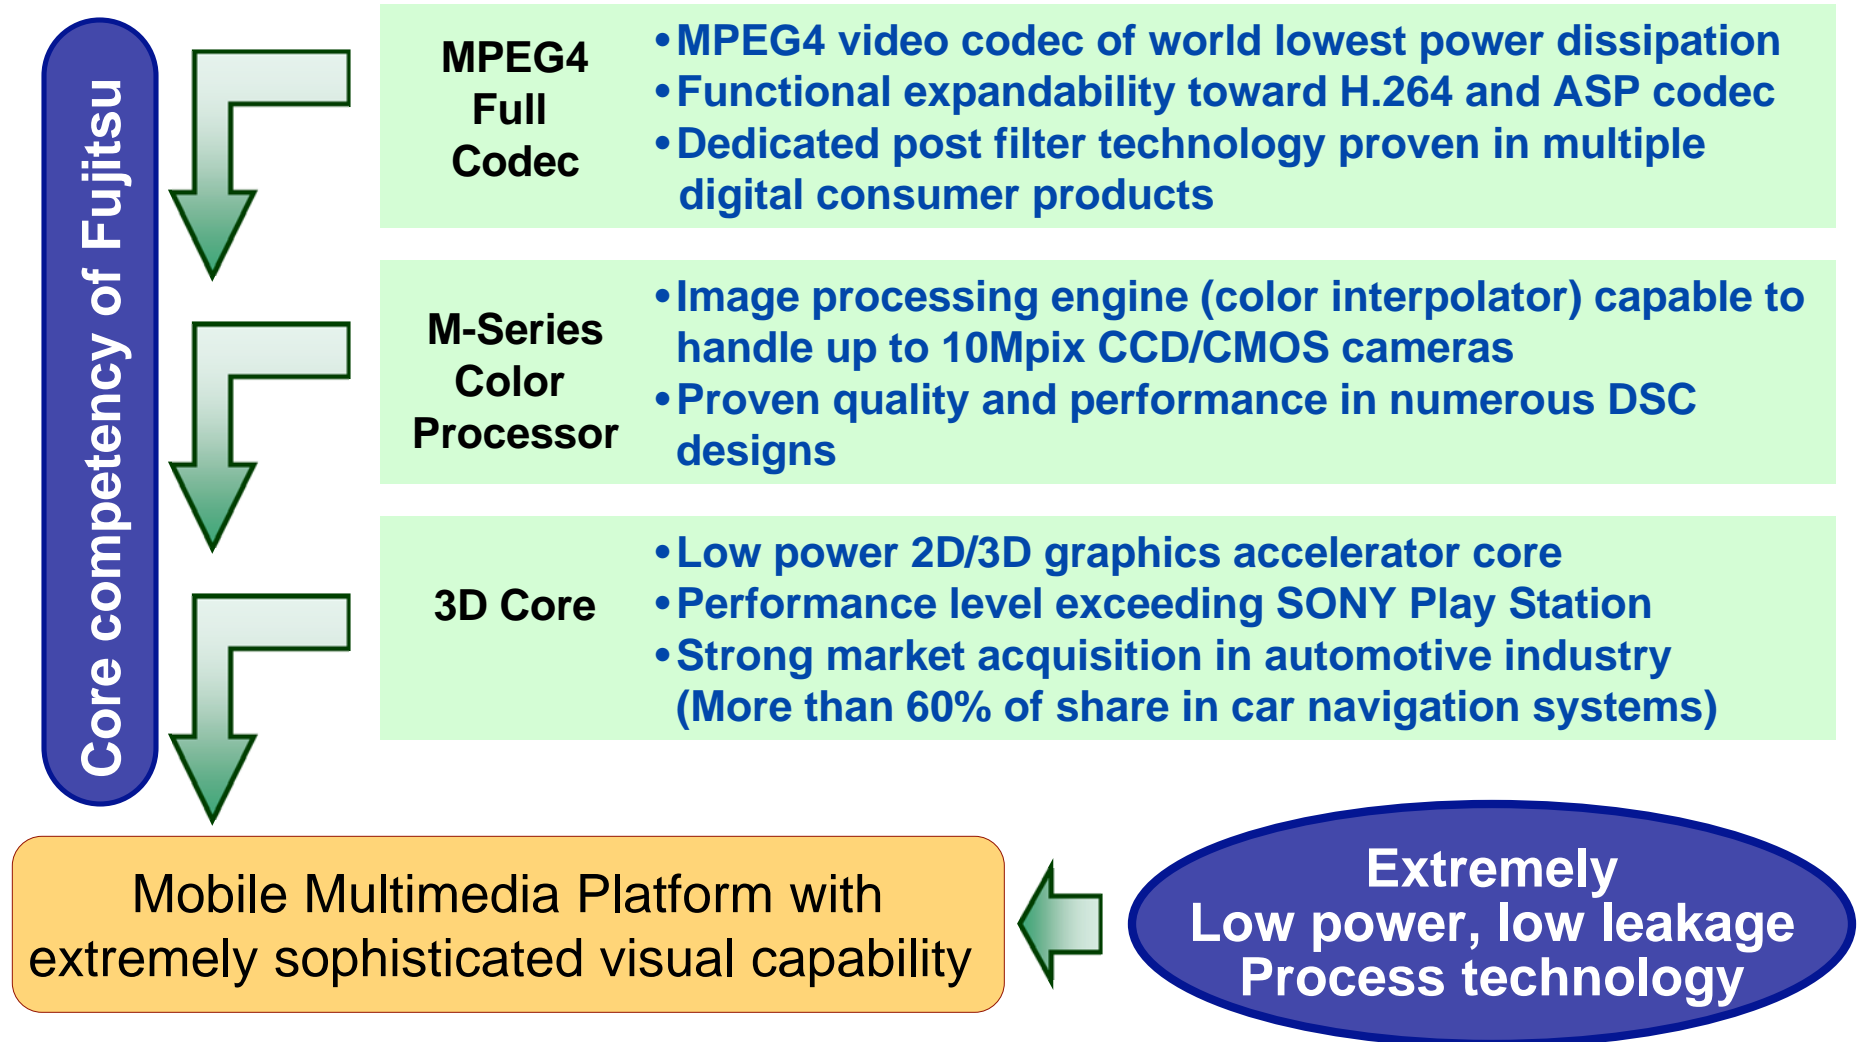 Core competency of Fujitsu
MPEG4
Full
Codec
•MPEG4 video codec of world lowest power dissipation
•Functional expandability toward H.264 and ASP codec
•Dedicated post filter technology proven in multiple
digital consumer products
M-Series
Color
Processor
•Image processing engine (color interpolator) capable to
handle up to 10Mpix CCD/CMOS cameras
•Proven quality and performance in numerous DSC
designs
3D Core
•Low power 2D/3D graphics accelerator core
•Performance level exceeding SONY Play Station
•Strong market acquisition in automotive industry
(More than 60% of share in car navigation systems)
Mobile Multimedia Platform with
extremely sophisticated visual capability
Extremely
Low power, low leakage
Process technology